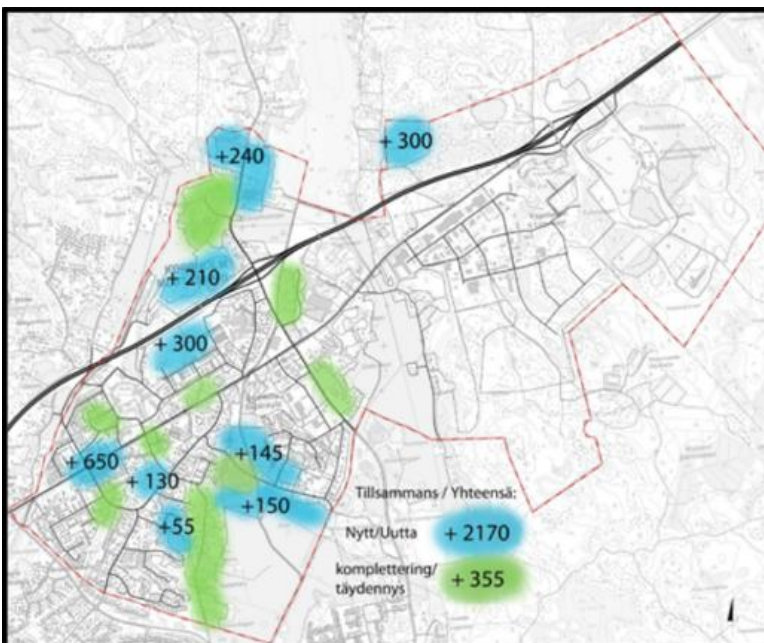 + 300
+240
+ 210
+ 300
+145
+ 650
+ 130
+150
+55
Tillsammans / Yhteensä:
Nytt/Uutta
+ 2170
komplettering/
täydennys
+ 355